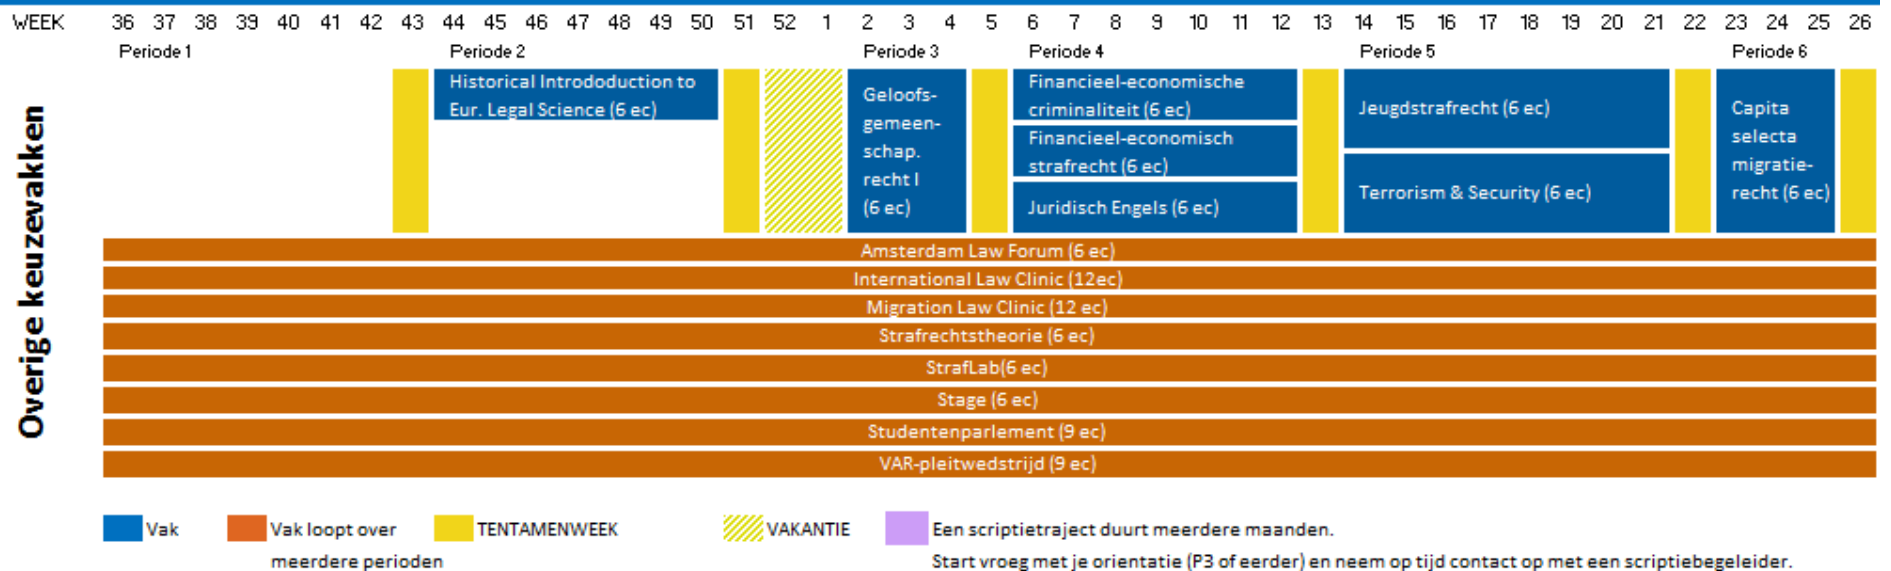 WEEK 36 37 38 39 40 41 42 43 44 45 46 47 48 49 50 51 52 1 2 3 4 5 6 7 8 9 10 11 12 13 14 15 16 17 18 19 20 21 22 23 24 25 26
Periode 1 Periode 2 Periode 3 Periode 4 Periode 5 Periode 6
Overige keuzevakken
Historical Intrododuction to
Eur. Legal Science (6 ec)
Geloofs-
gemeen-
schap.
recht I
(6 ec)
Financieel-economische
criminaliteit (6 ec)
Financieel-economisch
strafrecht (6 ec)
Juridisch Engels (6 ec)
Jeugdstrafrecht (6 ec)
Terrorism & Security (6 ec)
Capita
selecta
migratie-
recht (6 ec)
Amsterdam Law Forum (6 ec)
International Law Clinic (12ec)
Migration Law Clinic (12 ec)
Strafrechtstheorie (6 ec)
StrafLab(6 ec)
Stage (6 ec)
Studentenparlement (9 ec)
VAR-pleitwedstrijd (9 ec)
Vak
Vak loopt over
meerdere perioden
TENTAMENWEEK
VAKANTIE
Een scriptietraject duurt meerdere maanden.
Start vroeg met je orientatie (P3 of eerder) en neem op tijd contact op met een scriptiebegeleider.